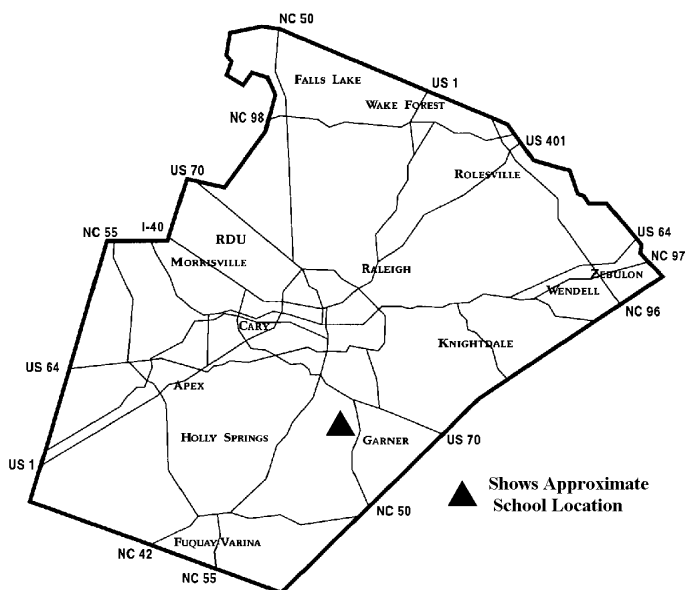 NC 50
FALLS LAKE
US 1
WAKE FOREST
NC 98
US 401
US 70
ROLESVILLE
I-40
NC 55
RDU
US 64
MORRISVILLE
RALEIGH
NC 97
ZEBULON
WENDELL
NC 96
CARY
KNIGHTDALE
US 64
APEX
HOLLY SPRINGS
GARNER
US 70
US 1
Shows Approximate
School Location
NC 50
FUQUAY-VARINA
NC 42
NC 55